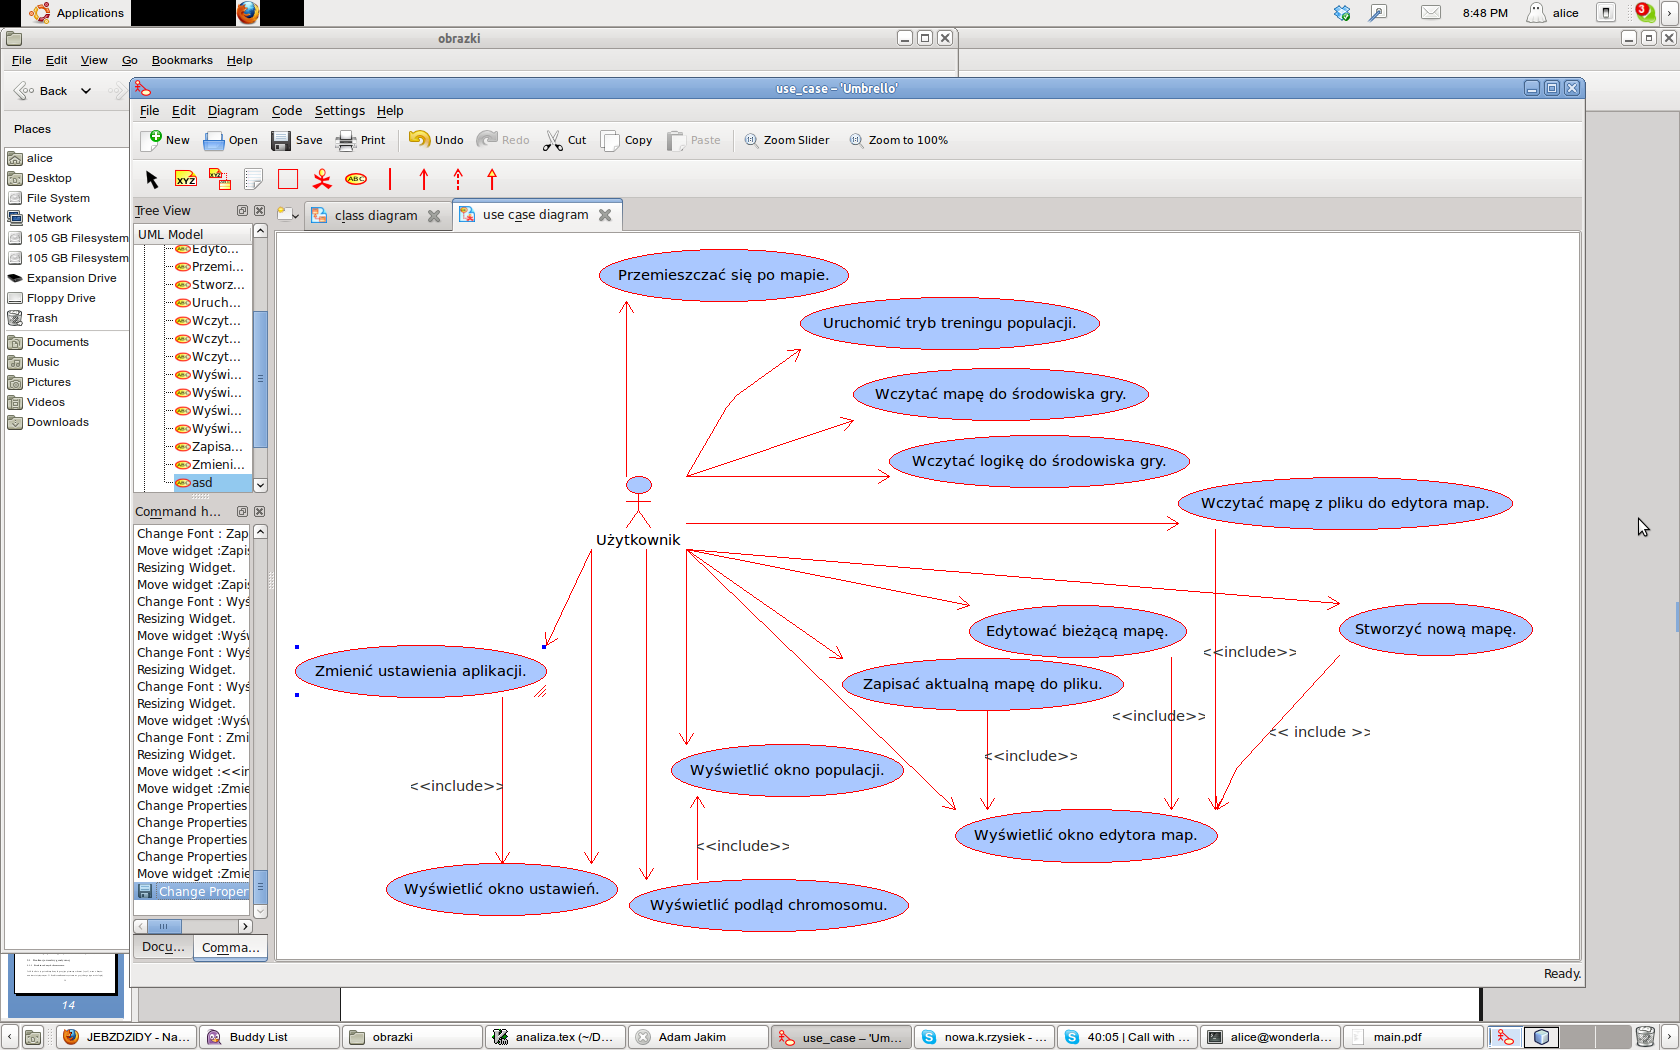 Applications
8:48 PM
alice
3
obrazki
File Edit View Go Bookmarks Help
Back
Places
alice
Desktop
File System
Network
105 GB Filesystem
105 GB Filesystem
Expansion Drive
Floppy Drive
Trash
Documents
Music
Pictures
Videos
Downloads
14
use_case – 'Umbrello'
File Edit Diagram Code Settings Help
New Open Save Print Undo Redo Cut Copy Paste Zoom Slider Zoom to 100%
XYZ XYZ ABC
Tree View
UML Model
Edyto...
Przemi...
Stworz...
Uruch...
Wczyt...
Wczyt...
Wczyt...
Wyświ...
Wyświ...
Wyświ...
Wyświ...
Zapisa...
Zmieni...
asd
Command h...
Change Font : Zap
Move widget :Zapi
Resizing Widget.
Move widget :Zapi
Change Font : Wyś
Resizing Widget.
Move widget :Wyś
Change Font : Wyś
Resizing Widget.
Change Font : Wyś
Resizing Widget.
Move widget :Wyś
Change Font : Zmi
Resizing Widget.
Move widget :<<ir
Move widget :Zmie
Change Properties
Change Properties
Change Properties
Change Properties
Move widget :Zmie
Change Proper
Docu... Comma...
class diagram use case diagram
Przemieszczać się po mapie.
Uruchomić tryb treningu populacji.
Wczytać mapę do środowiska gry.
Wczytać logikę do środowiska gry.
Wczytać mapę z pliku do edytora map.
Użytkownik
Edytować bieżącą mapę.
Stworzyć nową mapę.
<<include>>
Zmienić ustawienia aplikacji.
Zapisać aktualną mapę do pliku.
<<include>>
<< include >>
<<include>>
Wyświetlić okno populacji.
<<include>>
Wyświetlić okno edytora map.
<<include>>
Wyświetlić okno ustawień.
Wyświetlić podląd chromosomu.
Ready.
JEBZDZIDY - Na...
Buddy List
obrazki
analiza.tex (~/D...
Adam Jakim
use_case – 'Um...
nowa.k.rzysiek - ...
40:05 | Call with ...
alice@wonderla...
main.pdf